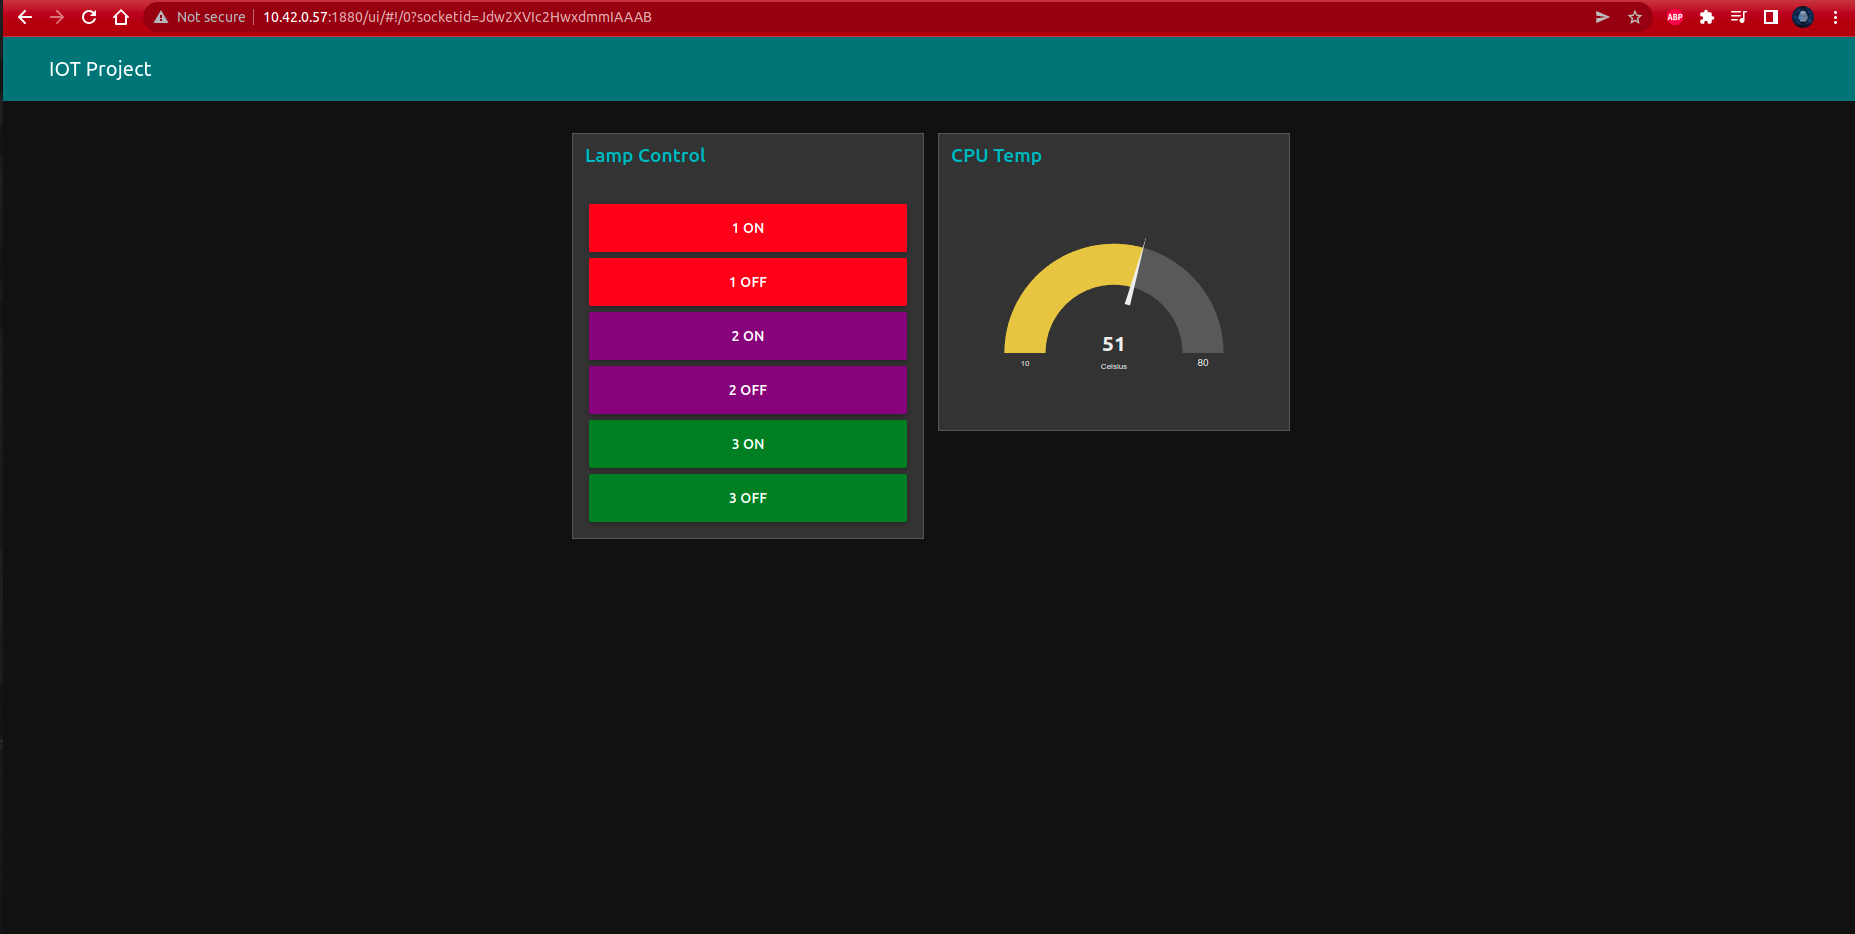 Not secure 10.42.0.57:1880/ui/#!/0?socketid=Jdw2XVIc2HwxdmmIAAAB
ABP
IOT Project
Lamp Control
1 ON
1 OFF
2 ON
2 OFF
3 ON
3 OFF
CPU Temp
51
10
Celsius
80